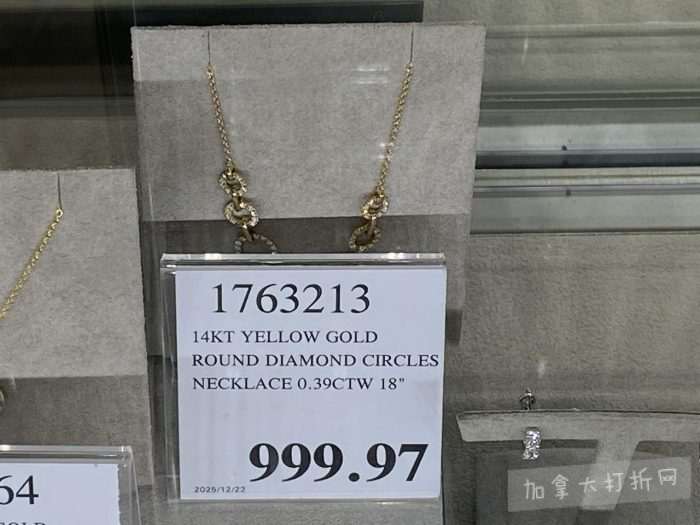 1763213
14KT YELLOW GOLD
ROUND DIAMOND CIRCLES
NECKLACE 0.39CTW 18"
999.97
2025/12/22
64
加拿大打折网